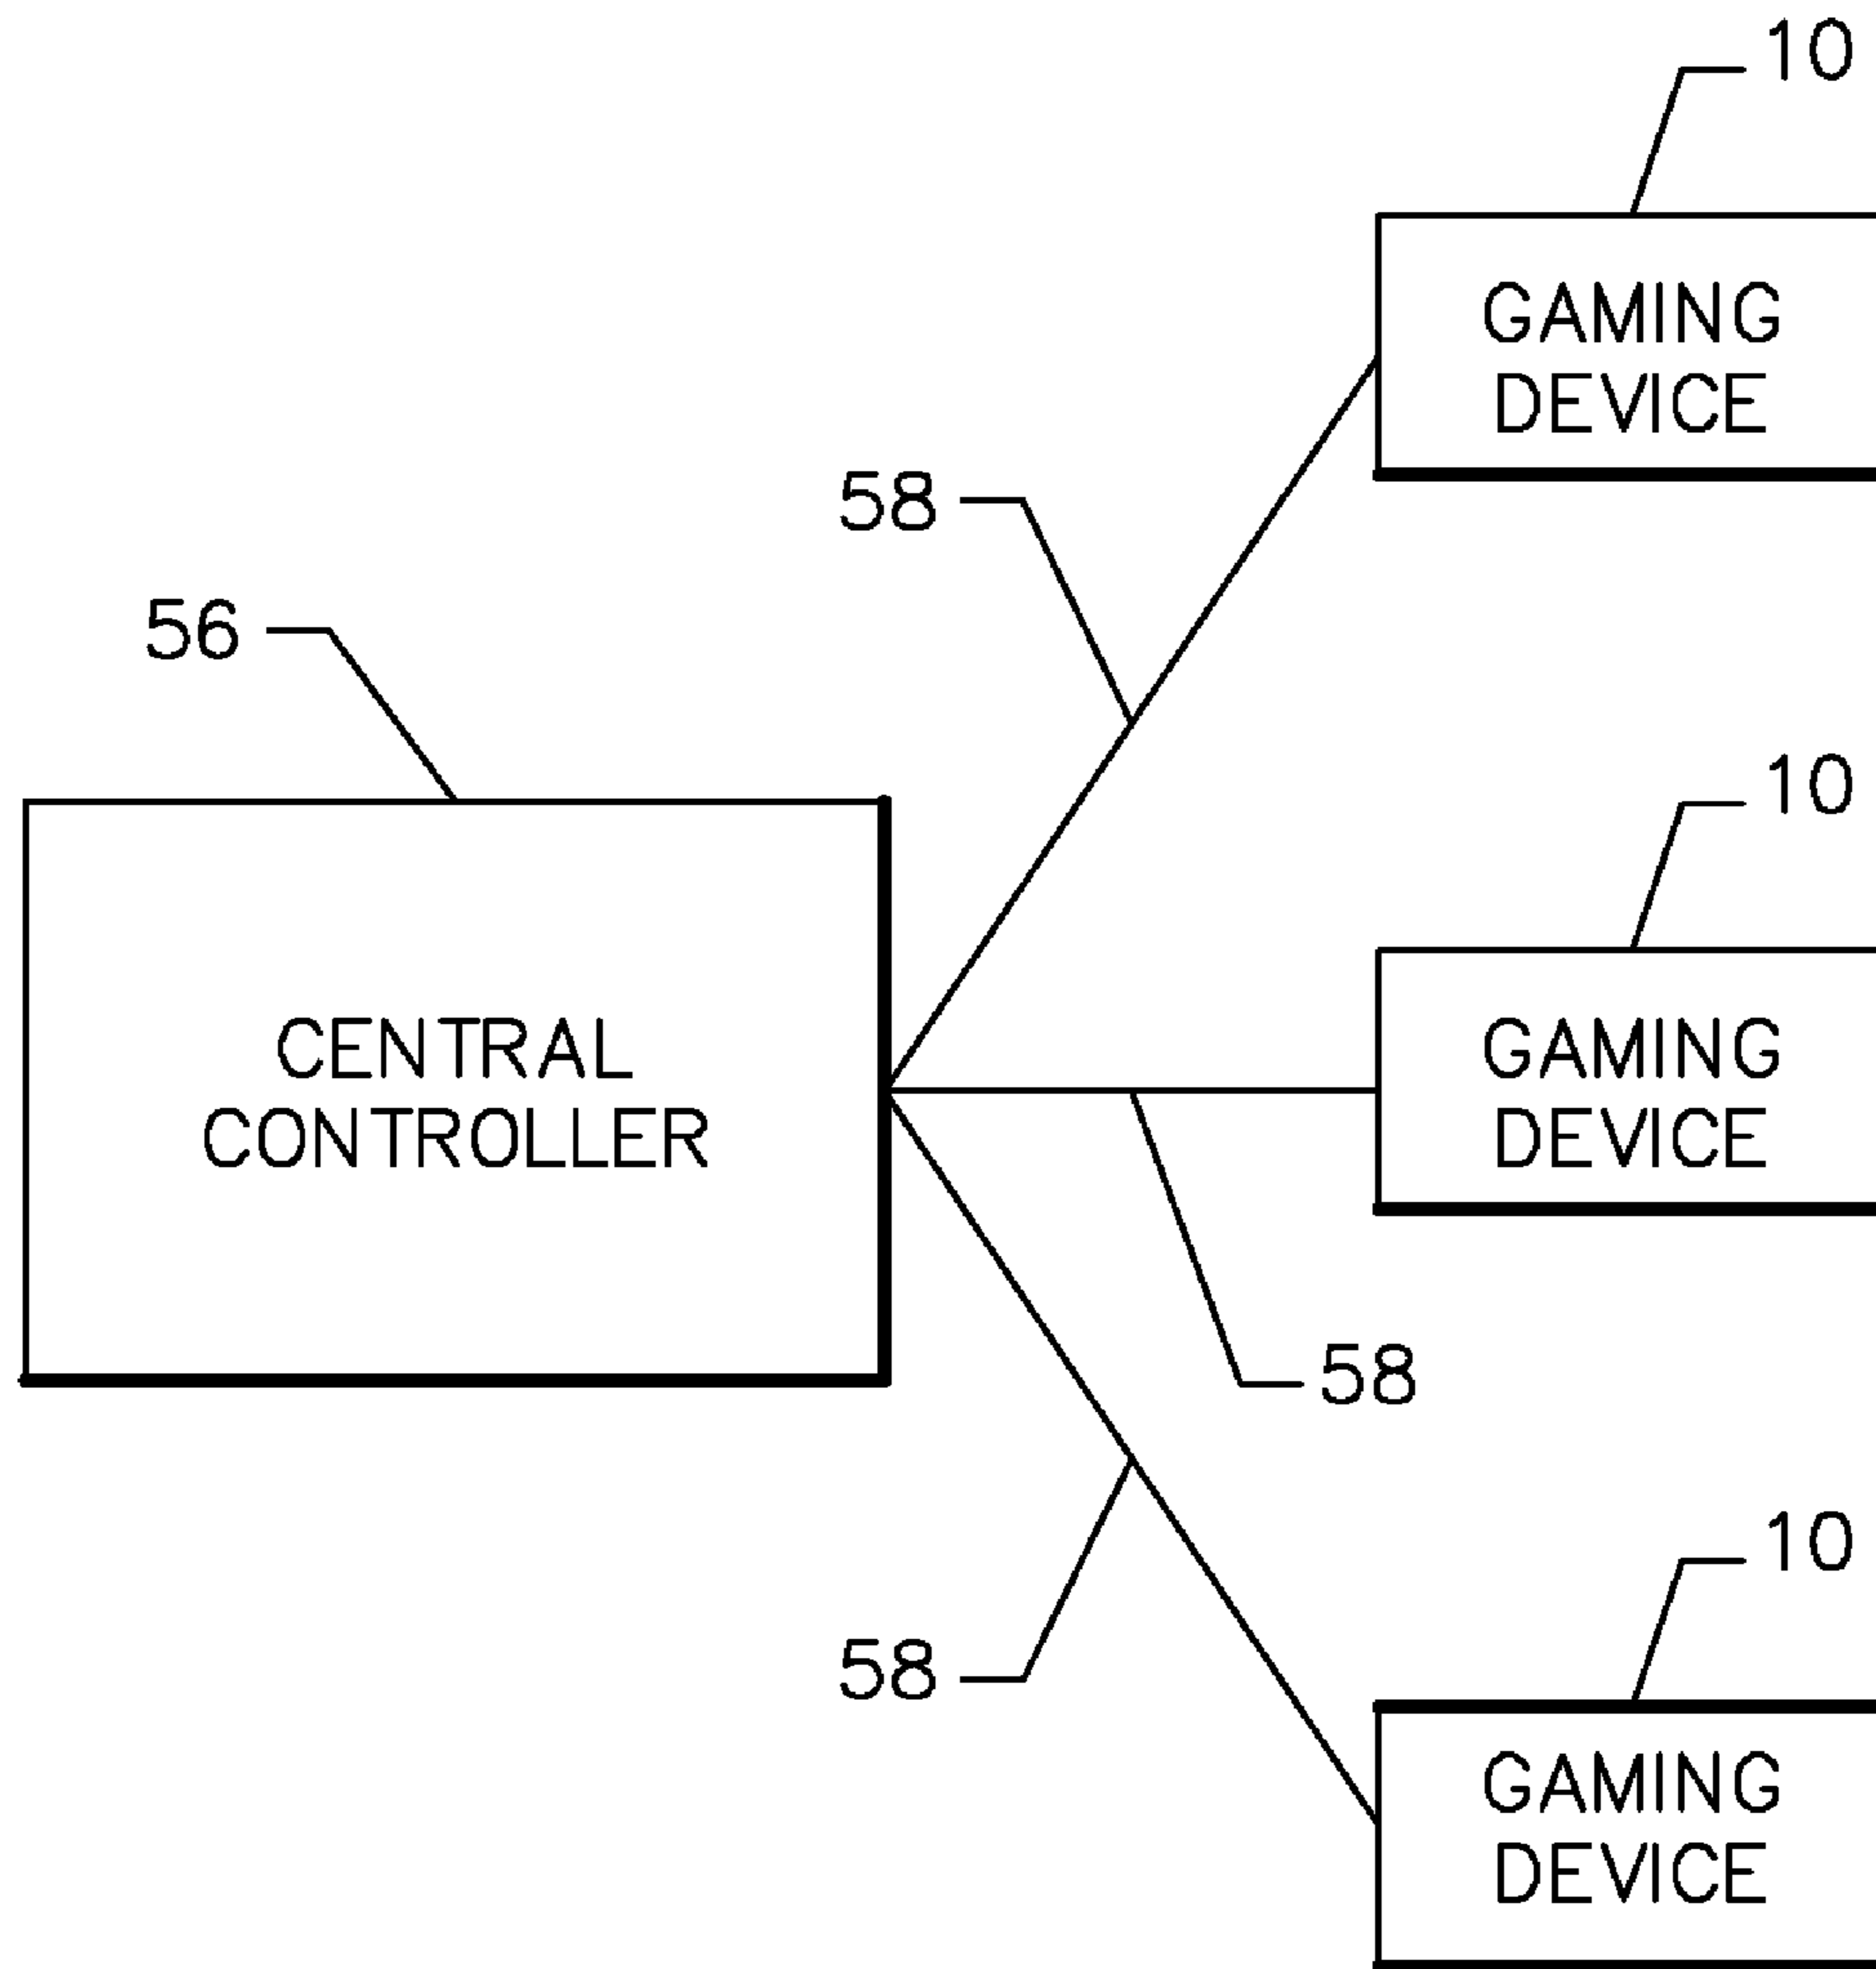 10
GAMING
DEVICE
58
56
10
CENTRAL
CONTROLLER
GAMING
DEVICE
58
10
58
GAMING
DEVICE